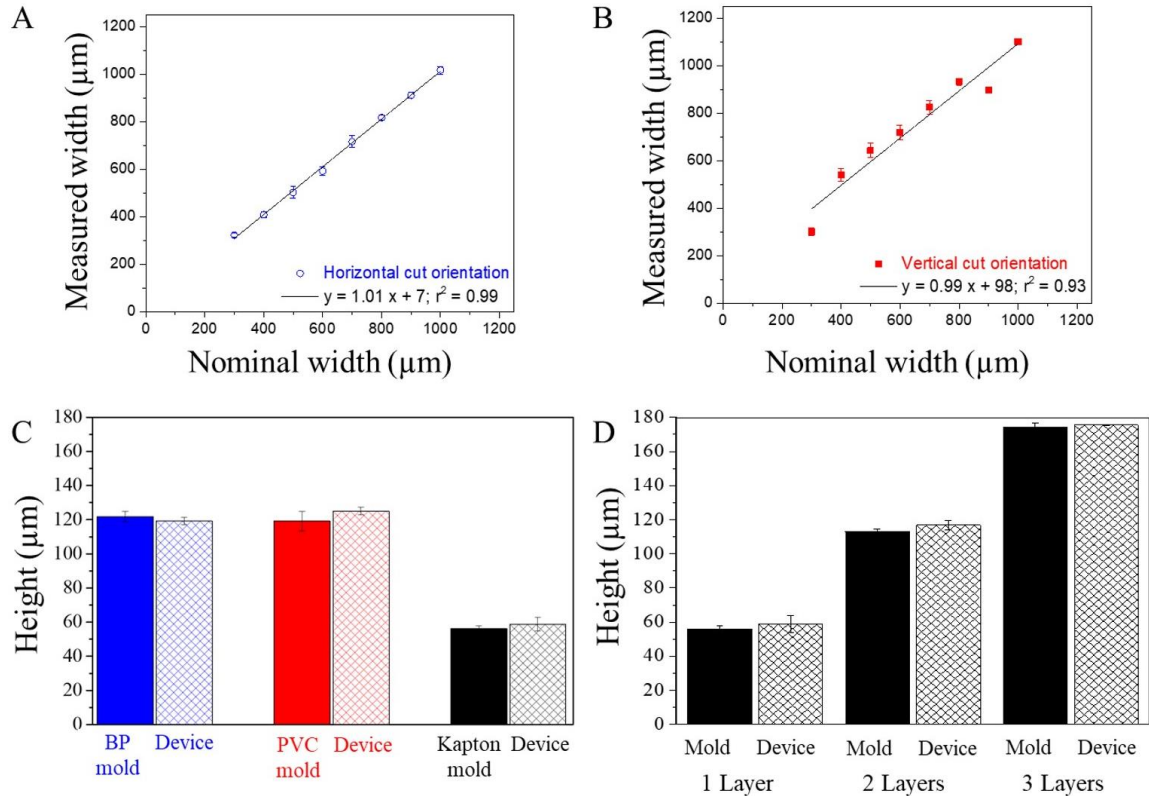 A
Measured width (µm)
1200
1000
800
600
400
200
0
Horizontal cut orientation
y = 1.01 x + 7; r² = 0.99
0 200 400 600 800 1000 1200
Nominal width (µm)
B
Measured width (µm)
1200
1000
800
600
400
200
0
Vertical cut orientation
y = 0.99 x + 98; r² = 0.93
0 200 400 600 800 1000 1200
Nominal width (µm)
C
Height (µm)
180
160
140
120
100
80
60
40
20
0
BP Device PVC Device Kapton Device
mold mold mold
D
Height (µm)
180
160
140
120
100
80
60
40
20
0
Mold Device Mold Device Mold Device
1 Layer 2 Layers 3 Layers